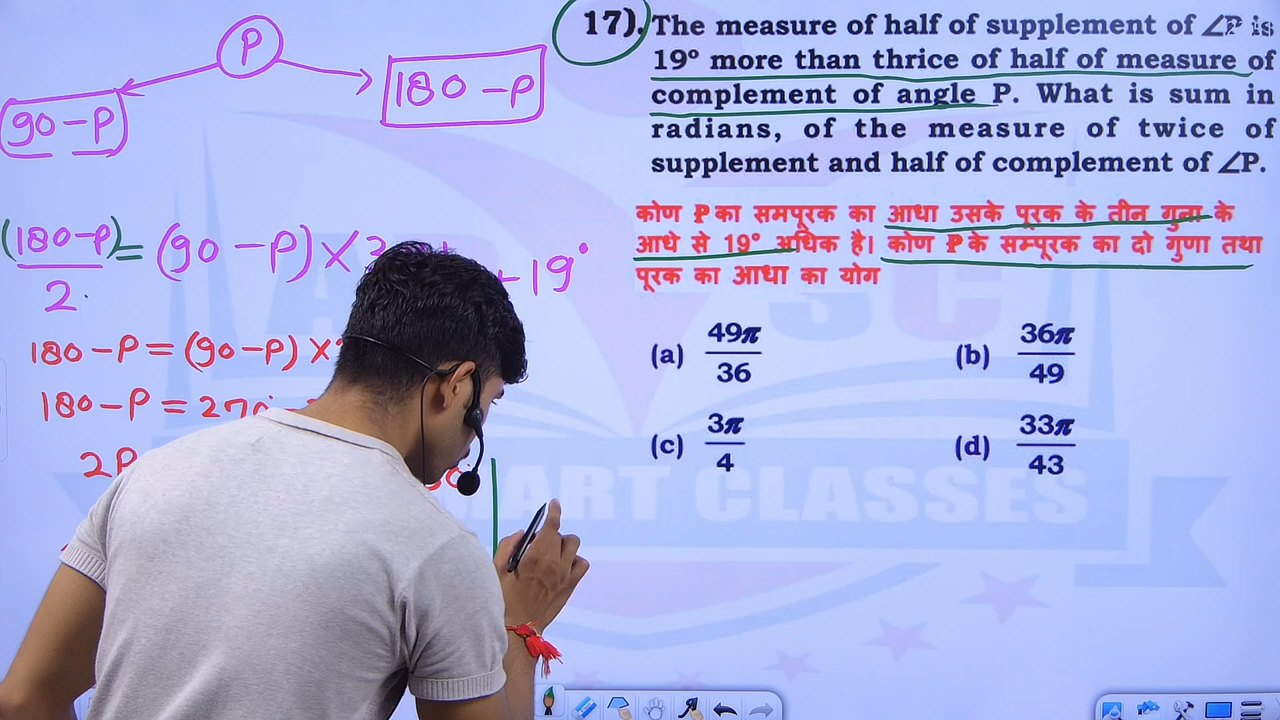 P
90-P
180-P
(180-P)/2 = (90-P)× +19°
180-P = (90-P)×
180-P = 270
2P
17). The measure of half of supplement of ∠P is
19° more than thrice of half of measure of
complement of angle P. What is sum in
radians, of the measure of twice of
supplement and half of complement of ∠P.
कोण P का समपूरक का आधा उसके पूरक के तीन गुना के
आधे से 19° अधिक है। कोण P के सम्पूरक का दो गुणा तथा
पूरक का आधा का योग
(a) 49π/36
(b) 36π/49
(c) 3π/4
(d) 33π/43
SMART CLASSES